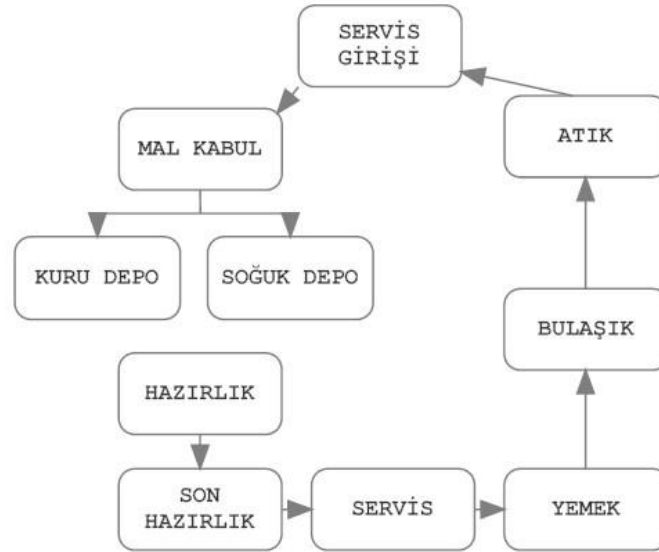 SERVİS
GİRİŞİ
MAL KABUL
ATIK
KURU DEPO
SOĞUK DEPO
BULAŞIK
HAZIRLIK
SON
HAZIRLIK
SERVİS
YEMEK